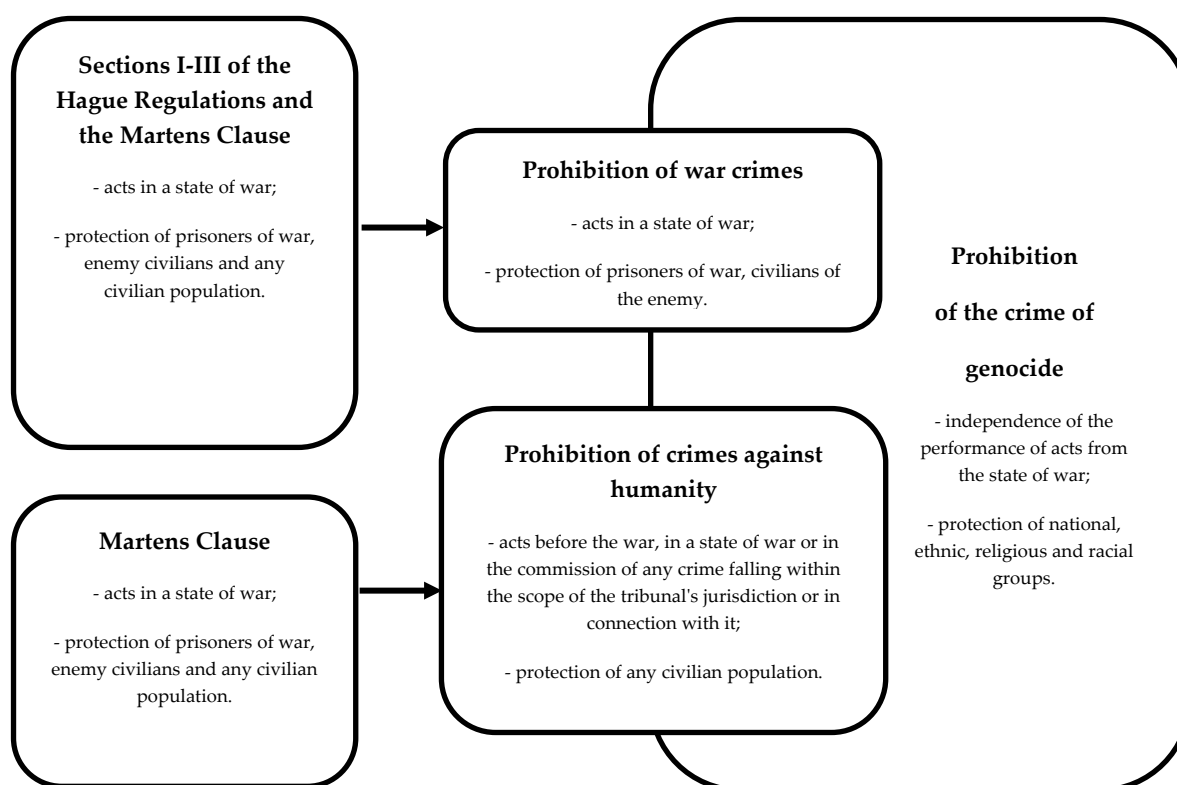 Sections I-III of the
Hague Regulations and
the Martens Clause
- acts in a state of war;
- protection of prisoners of war,
enemy civilians and any
civilian population.
Prohibition of war crimes
- acts in a state of war;
- protection of prisoners of war, civilians of
the enemy.
Martens Clause
- acts in a state of war;
- protection of prisoners of war,
enemy civilians and any civilian
population.
Prohibition of crimes against
humanity
- acts before the war, in a state of war or in
the commission of any crime falling within
the scope of the tribunal's jurisdiction or in
connection with it;
- protection of any civilian population.
Prohibition
of the crime of
genocide
- independence of the
performance of acts from
the state of war;
- protection of national,
ethnic, religious and racial
groups.